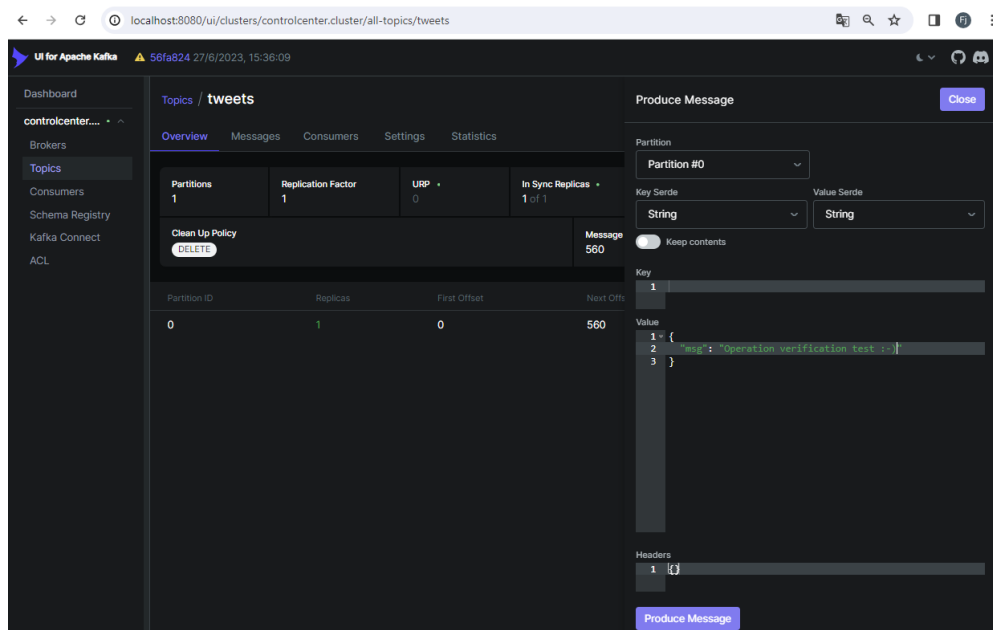 localhost:8080/ui/clusters/controlcenter.cluster/all-topics/tweets
Fj
UI for Apache Kafka
56fa824 27/6/2023, 15:36:09
Dashboard
controlcenter....
Brokers
Topics
Consumers
Schema Registry
Kafka Connect
ACL
Topics / tweets
Overview Messages Consumers Settings Statistics
Partitions
1
Replication Factor
1
URP
0
In Sync Replicas
1 of 1
Clean Up Policy
DELETE
Message
560
Partition ID Replicas First Offset Next Offs
0 1 0 560
Produce Message
Close
Partition
Partition #0
Key Serde Value Serde
String String
Keep contents
Key
1
Value
1 {
2 "msg": "Operation verification test :-)"
3 }
Headers
1 {}
Produce Message